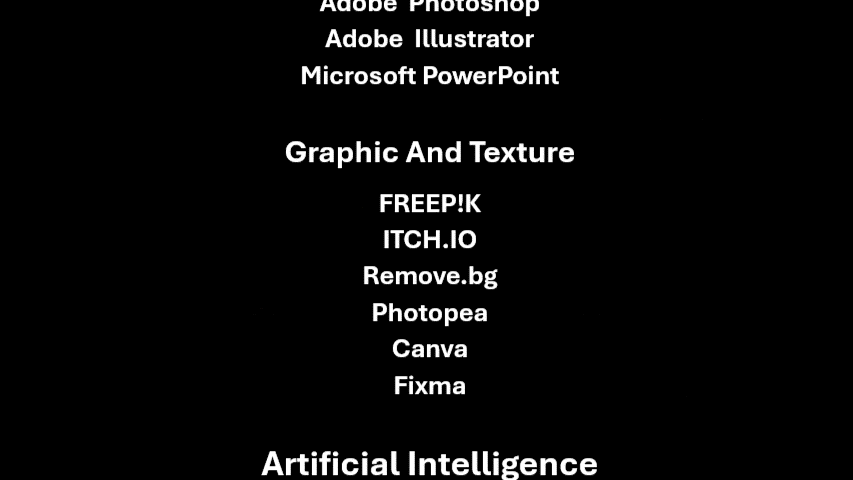 Adobe Photoshop
Adobe Illustrator
Microsoft PowerPoint
Graphic And Texture
FREEP!K
ITCH.IO
Remove.bg
Photopea
Canva
Fixma
Artificial Intelligence